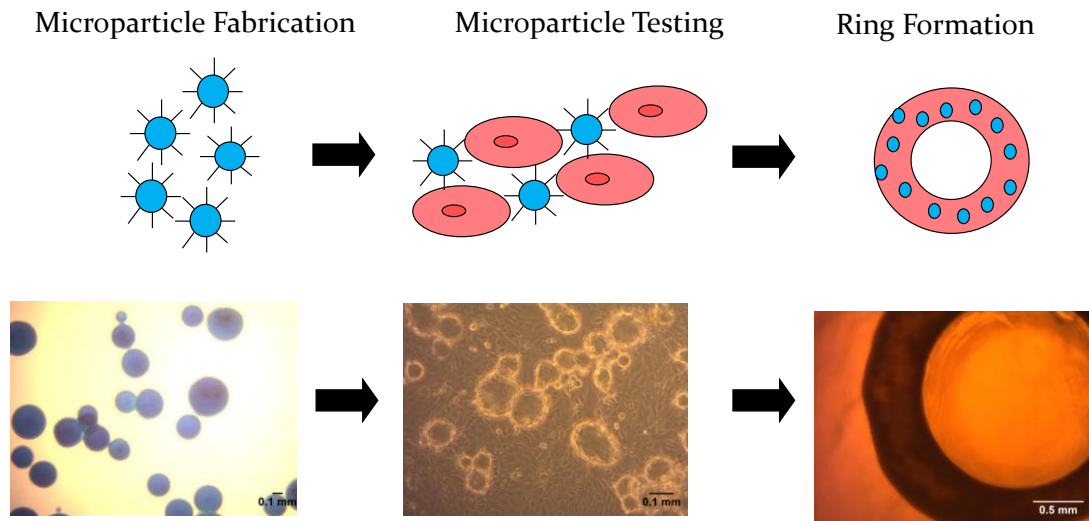 Microparticle Fabrication
Microparticle Testing
Ring Formation
0.1 mm
0.1 mm
0.5 mm